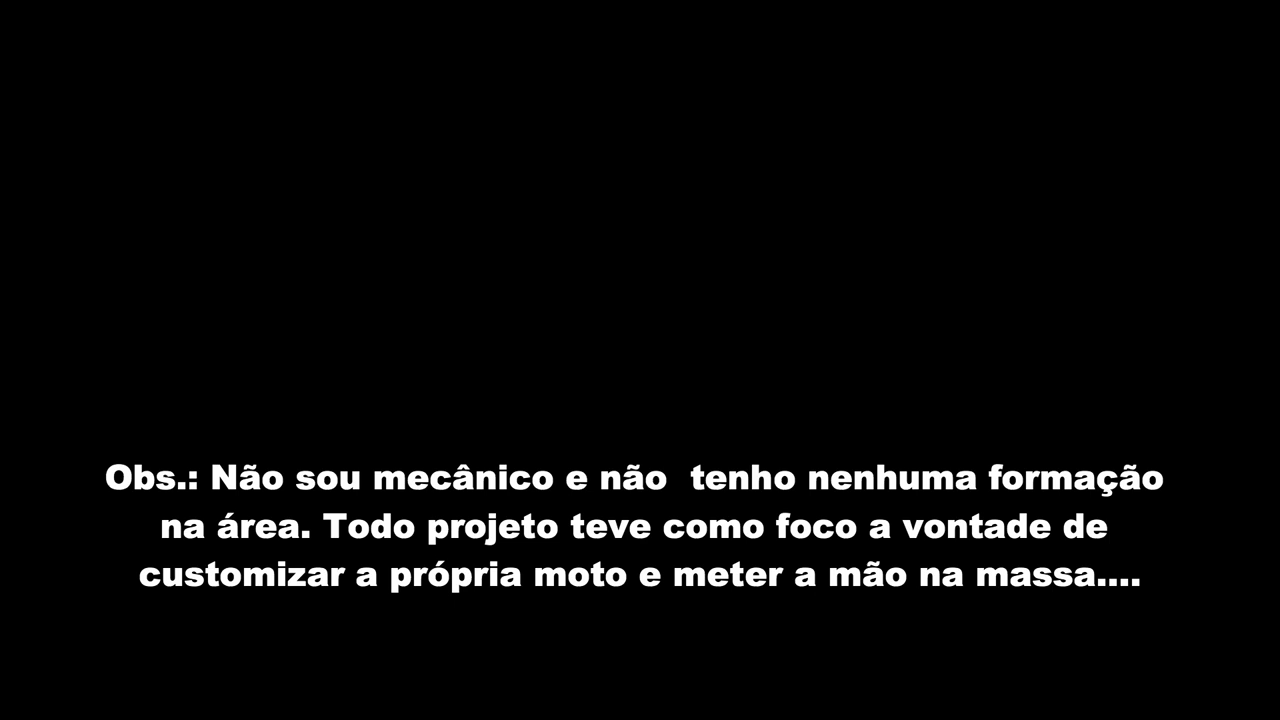 Obs.: Não sou mecânico e não  tenho nenhuma formação
na área. Todo projeto teve como foco a vontade de
customizar a própria moto e meter a mão na massa....